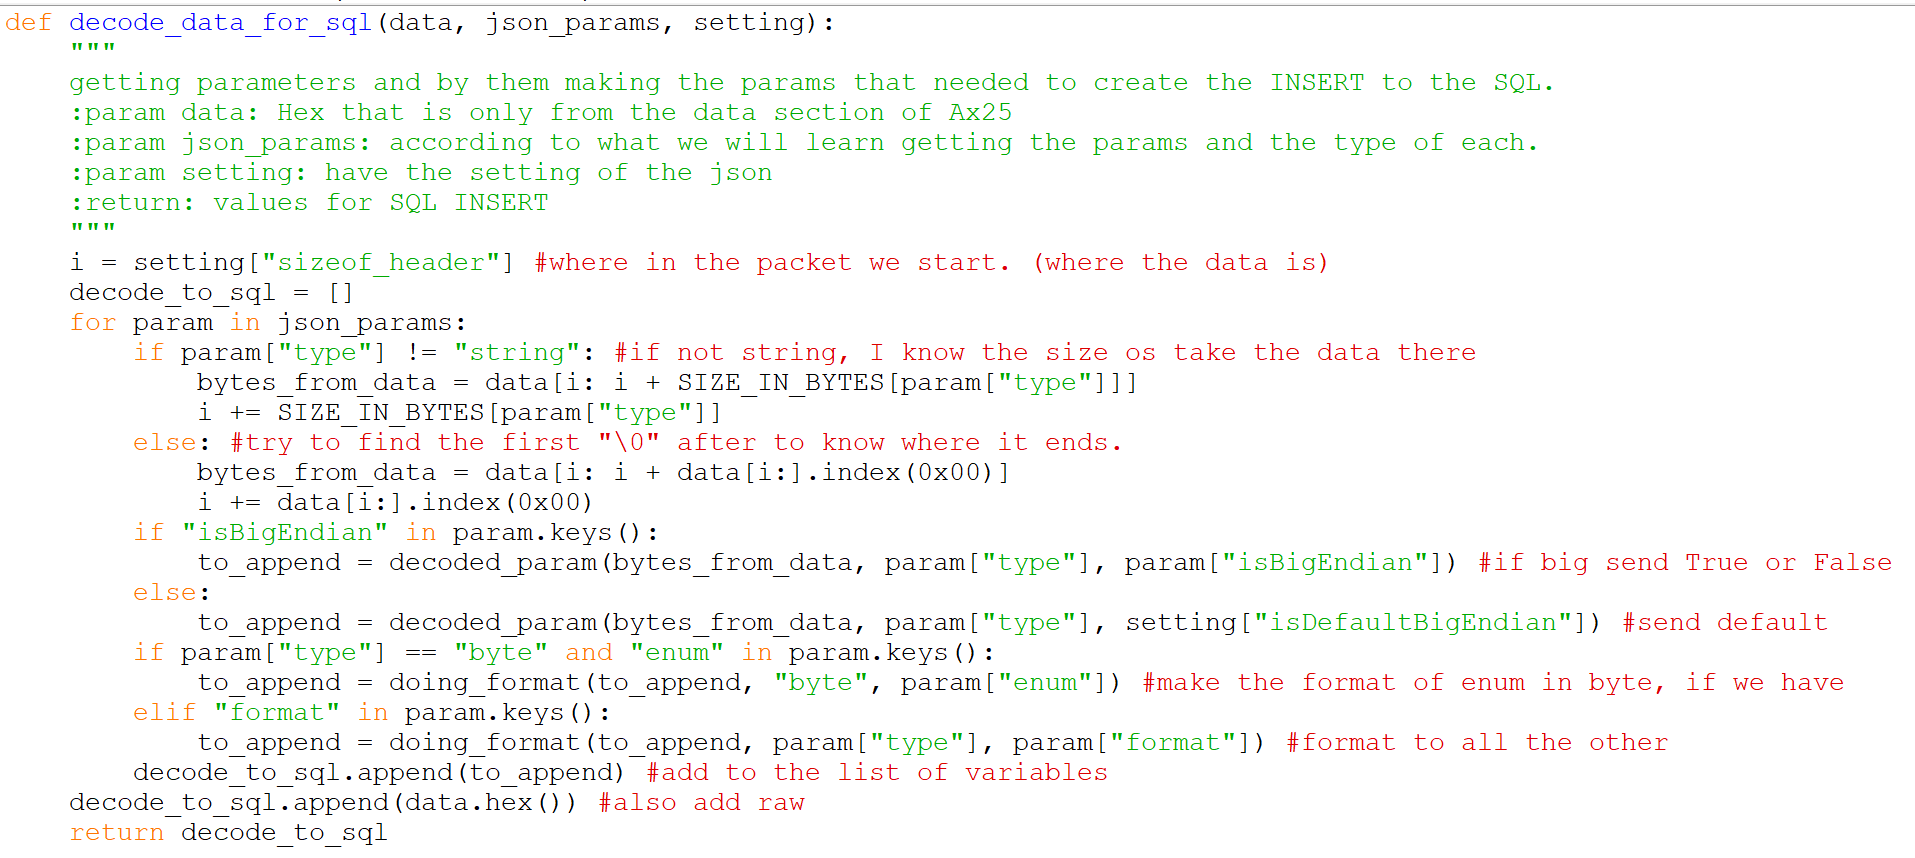 def decode_data_for_sql(data, json_params, setting):
    """
    getting parameters and by them making the params that needed to create the INSERT to the SQL.
    :param data: Hex that is only from the data section of Ax25
    :param json_params: according to what we will learn getting the params and the type of each.
    :param setting: have the setting of the json
    :return: values for SQL INSERT
    """
    i = setting["sizeof_header"] #where in the packet we start. (where the data is)
    decode_to_sql = []
    for param in json_params:
        if param["type"] != "string": #if not string, I know the size os take the data there
            bytes_from_data = data[i: i + SIZE_IN_BYTES[param["type"]]]
            i += SIZE_IN_BYTES[param["type"]]
        else: #try to find the first "\0" after to know where it ends.
            bytes_from_data = data[i: i + data[i:].index(0x00)]
            i += data[i:].index(0x00)
        if "isBigEndian" in param.keys():
            to_append = decoded_param(bytes_from_data, param["type"], param["isBigEndian"]) #if big send True or False
        else:
            to_append = decoded_param(bytes_from_data, param["type"], setting["isDefaultBigEndian"]) #send default
        if param["type"] == "byte" and "enum" in param.keys():
            to_append = doing_format(to_append, "byte", param["enum"]) #make the format of enum in byte, if we have
        elif "format" in param.keys():
            to_append = doing_format(to_append, param["type"], param["format"]) #format to all the other
        decode_to_sql.append(to_append) #add to the list of variables
    decode_to_sql.append(data.hex()) #also add raw
    return decode_to_sql